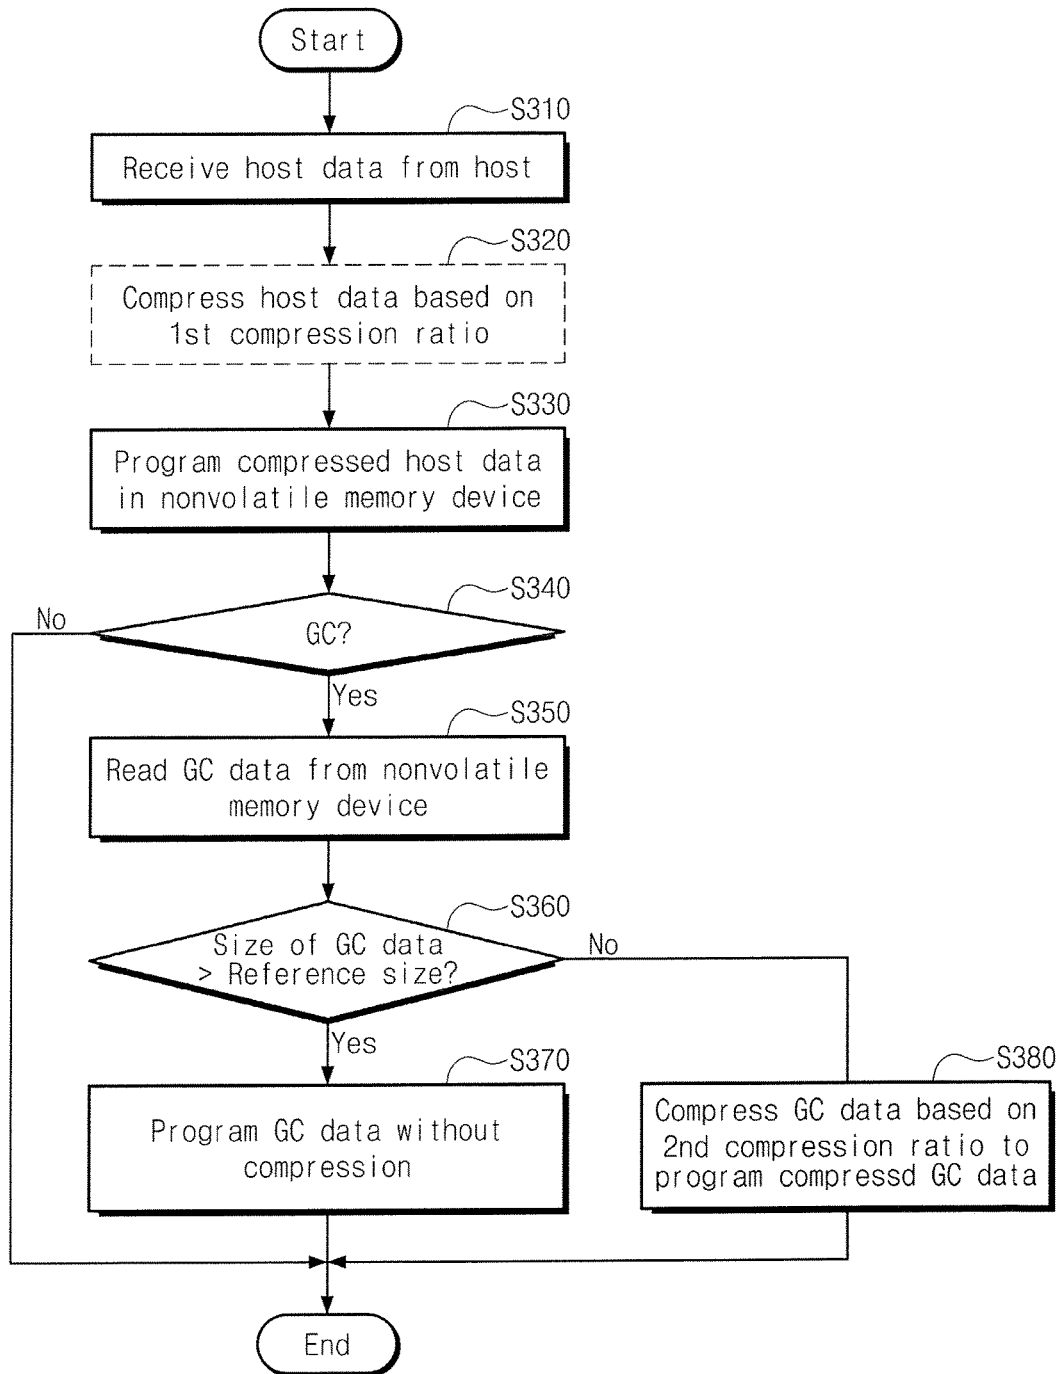 Start
S310
Receive host data from host
S320
Compress host data based on
1st compression ratio
S330
Program compressed host data
in nonvolatile memory device
S340
No
GC?
Yes
S350
Read GC data from nonvolatile
memory device
S360
Size of GC data
> Reference size?
No
Yes
S370
Program GC data without
compression
S380
Compress GC data based on
2nd compression ratio to
program compressd GC data
End